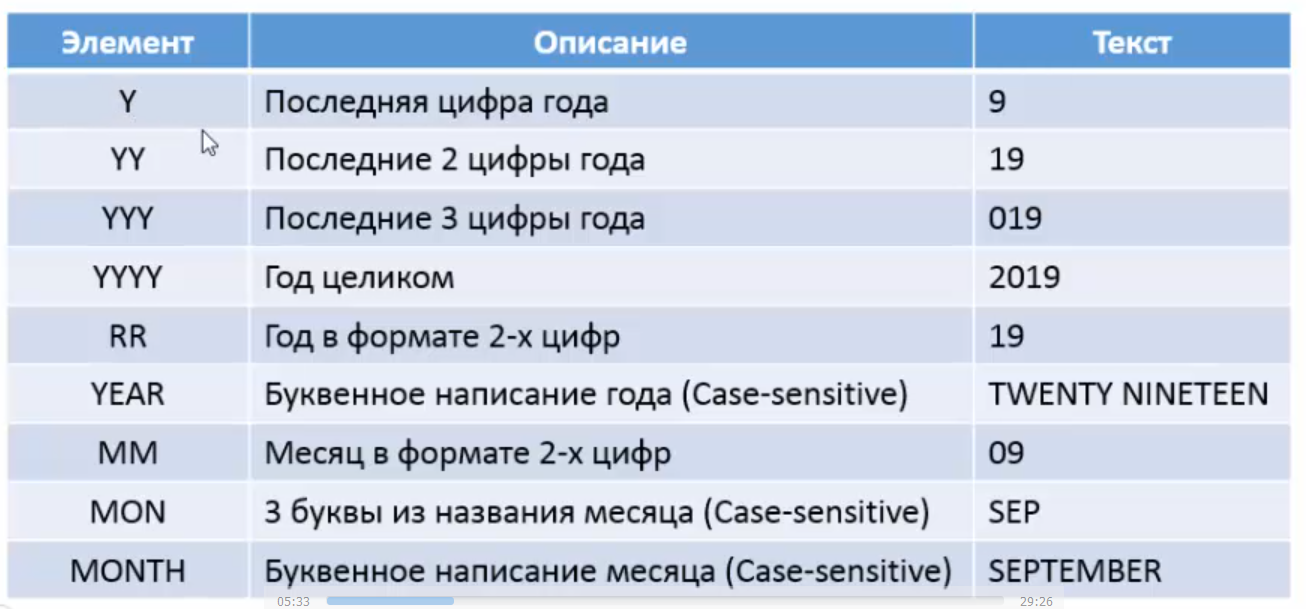 Элемент Описание Текст
Y Последняя цифра года 9
YY Последние 2 цифры года 19
YYY Последние 3 цифры года 019
YYYY Год целиком 2019
RR Год в формате 2-х цифр 19
YEAR Буквенное написание года (Case-sensitive) TWENTY NINETEEN
MM Месяц в формате 2-х цифр 09
MON 3 буквы из названия месяца (Case-sensitive) SEP
MONTH Буквенное написание месяца (Case-sensitive) SEPTEMBER
05:33 29:26